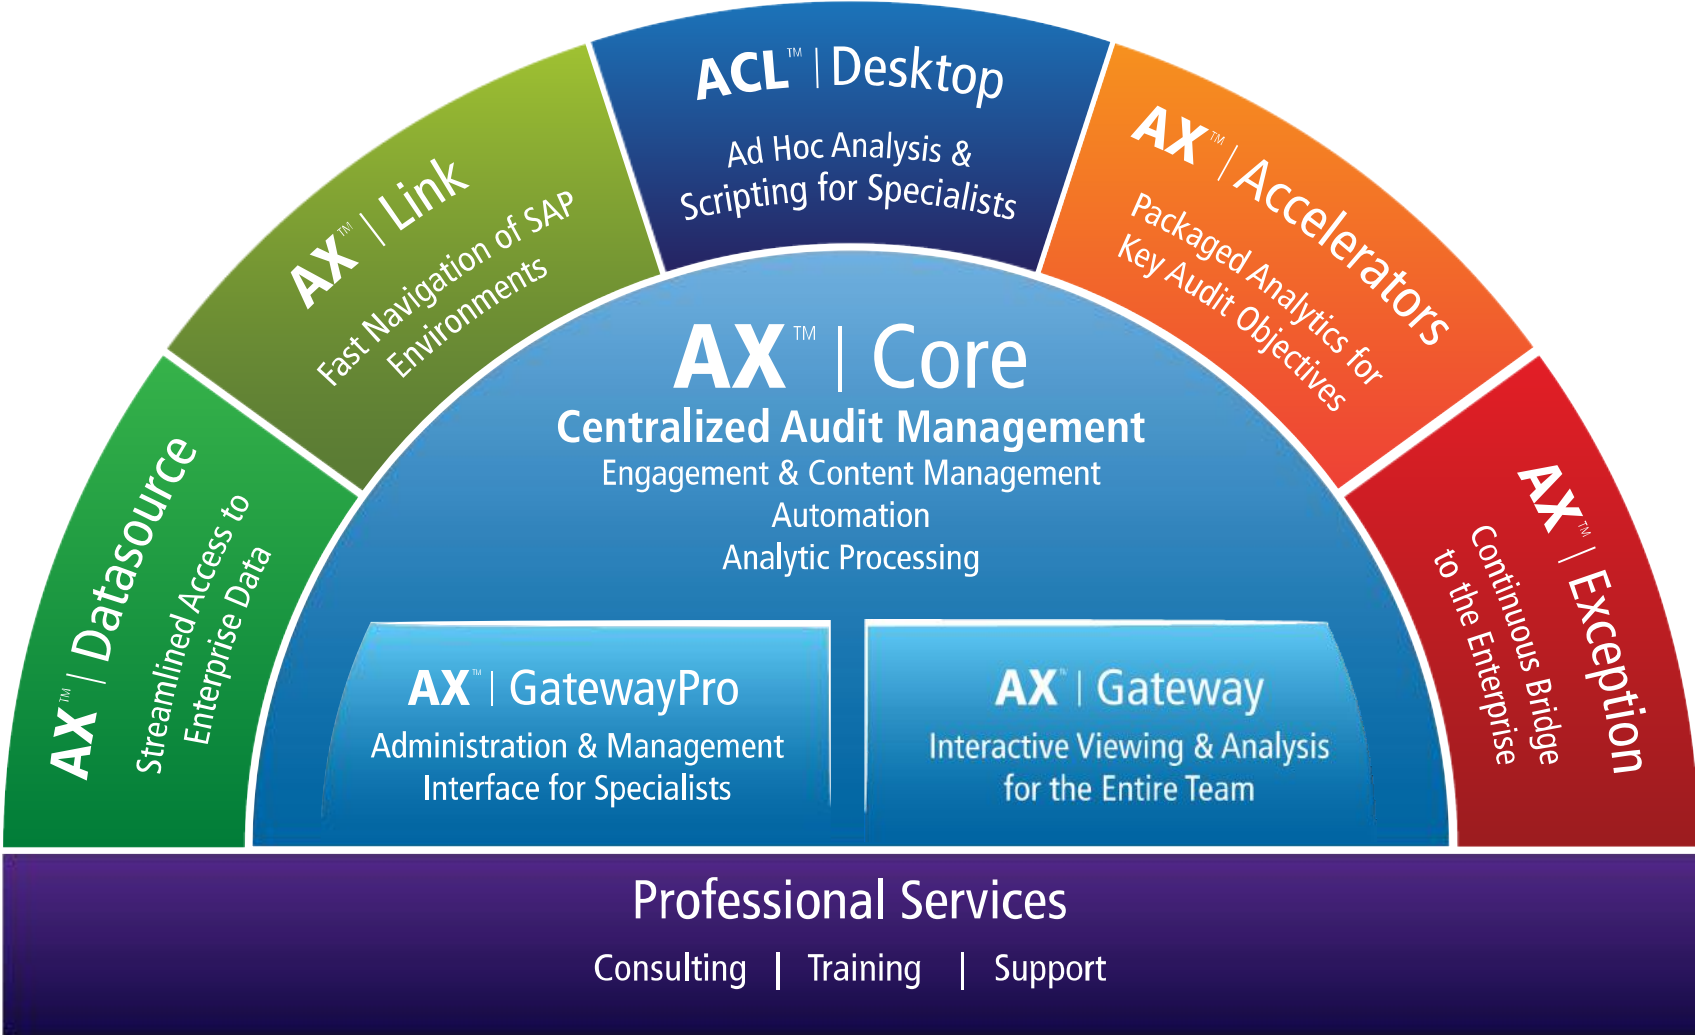 AX™ | Datasource
Streamlined Access to
Enterprise Data
AX™ | Link
Fast Navigation of SAP
Environments
ACL™ | Desktop
Ad Hoc Analysis &
Scripting for Specialists
AX™ | Accelerators
Packaged Analytics for
Key Audit Objectives
AX™ | Exception
Continuous Bridge
to the Enterprise
AX™ | Core
Centralized Audit Management
Engagement & Content Management
Automation
Analytic Processing
AX™ | GatewayPro
Administration & Management
Interface for Specialists
AX™ | Gateway
Interactive Viewing & Analysis
for the Entire Team
Professional Services
Consulting | Training | Support